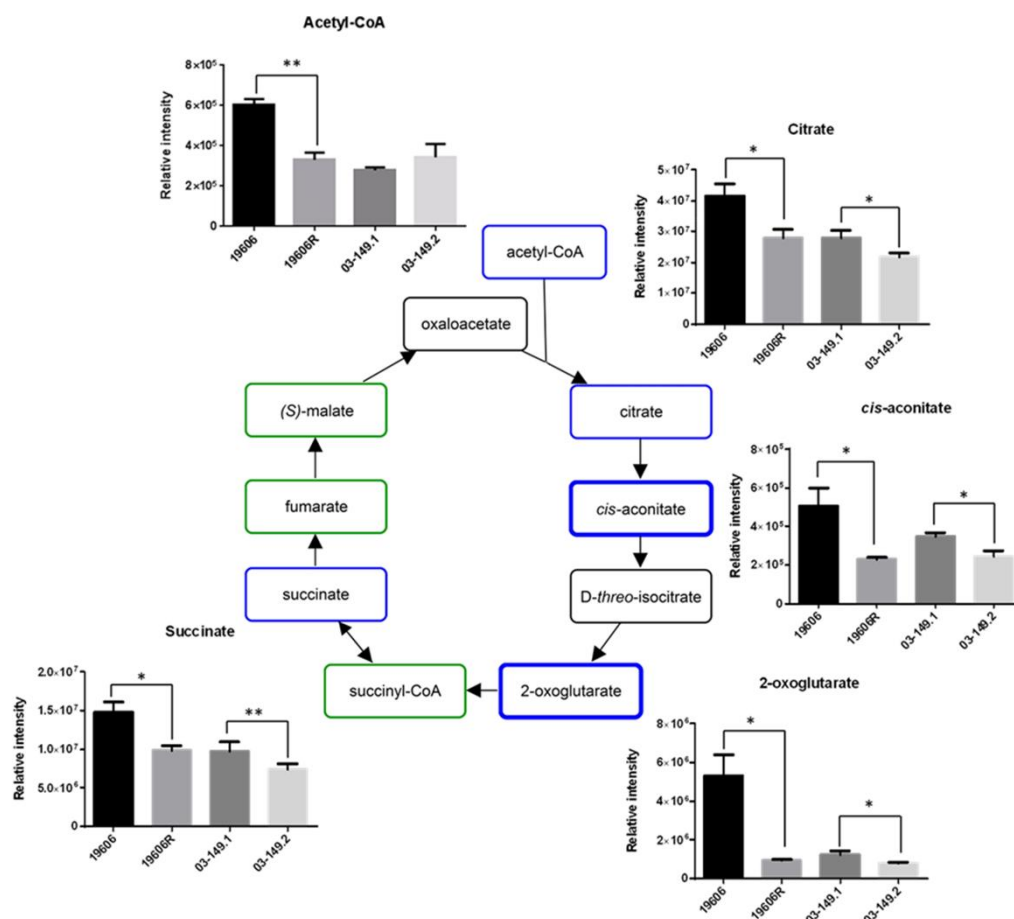 Acetyl-CoA
Relative intensity
8×10⁵
6×10⁵
4×10⁵
2×10⁵
0
**
19606
19606R
03-149.1
03-149.2
Citrate
Relative intensity
5×10⁷
4×10⁷
3×10⁷
2×10⁷
1×10⁷
0
*
*
19606
19606R
03-149.1
03-149.2
acetyl-CoA
oxaloacetate
(S)-malate
citrate
fumarate
cis-aconitate
succinate
D-threo-isocitrate
succinyl-CoA
2-oxoglutarate
cis-aconitate
Relative intensity
8×10⁵
6×10⁵
4×10⁵
2×10⁵
0
*
*
19606
19606R
03-149.1
03-149.2
Succinate
Relative intensity
2.0×10⁷
1.5×10⁷
1.0×10⁷
5.0×10⁶
0
*
**
19606
19606R
03-149.1
03-149.2
2-oxoglutarate
Relative intensity
8×10⁶
6×10⁶
4×10⁶
2×10⁶
0
*
*
19606
19606R
03-149.1
03-149.2